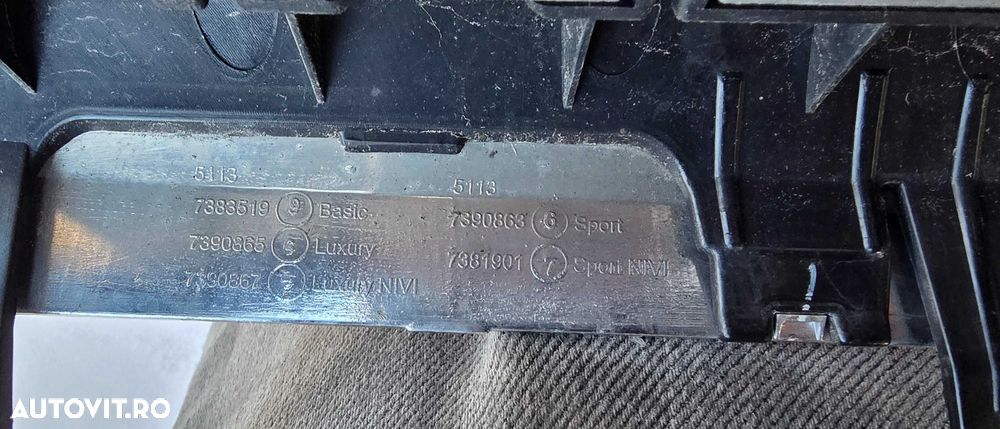 5113
7383519 9 Basic
7390865 Luxury
7390867 Luxury NIVI
5113
7390863 6 Sport
7381901 7 Sport NIVI
AUTOVIT.RO